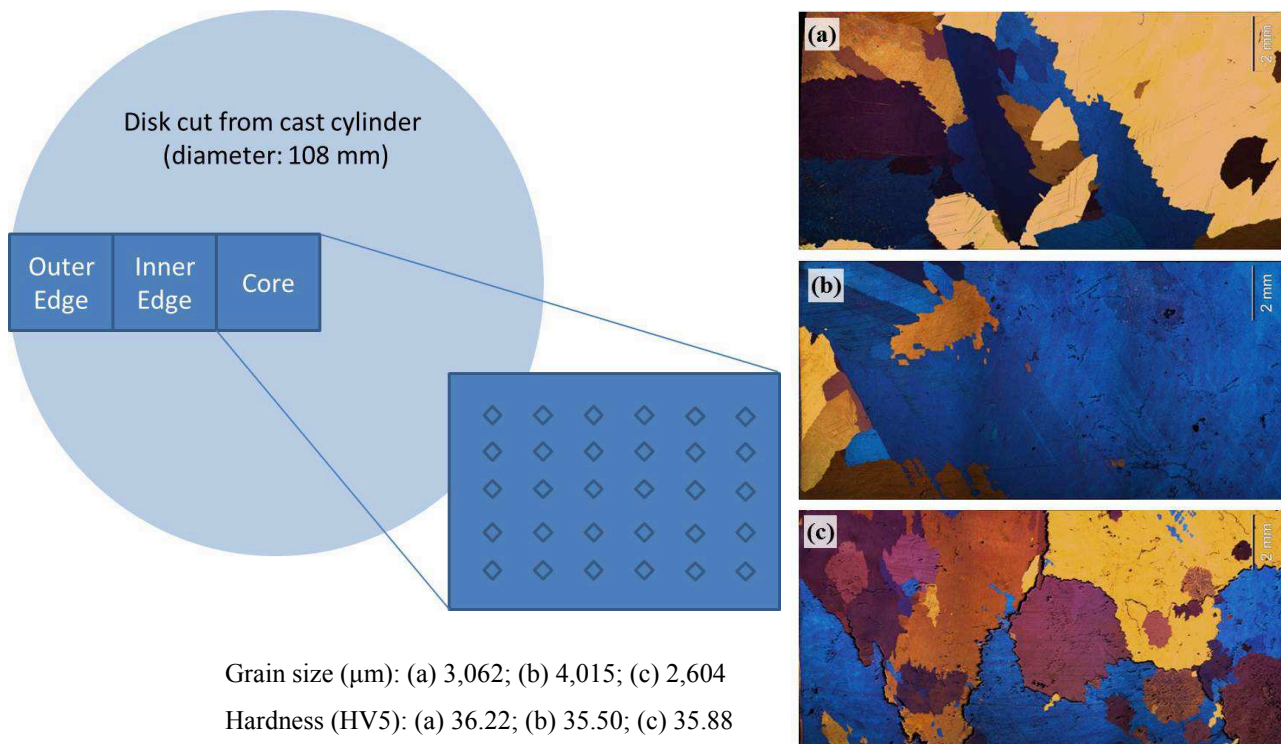 Disk cut from cast cylinder
(diameter: 108 mm)
Outer
Edge
Inner
Edge
Core
(a)
2 mm
(b)
2 mm
(c)
2 mm
Grain size (μm): (a) 3,062; (b) 4,015; (c) 2,604
Hardness (HV5): (a) 36.22; (b) 35.50; (c) 35.88